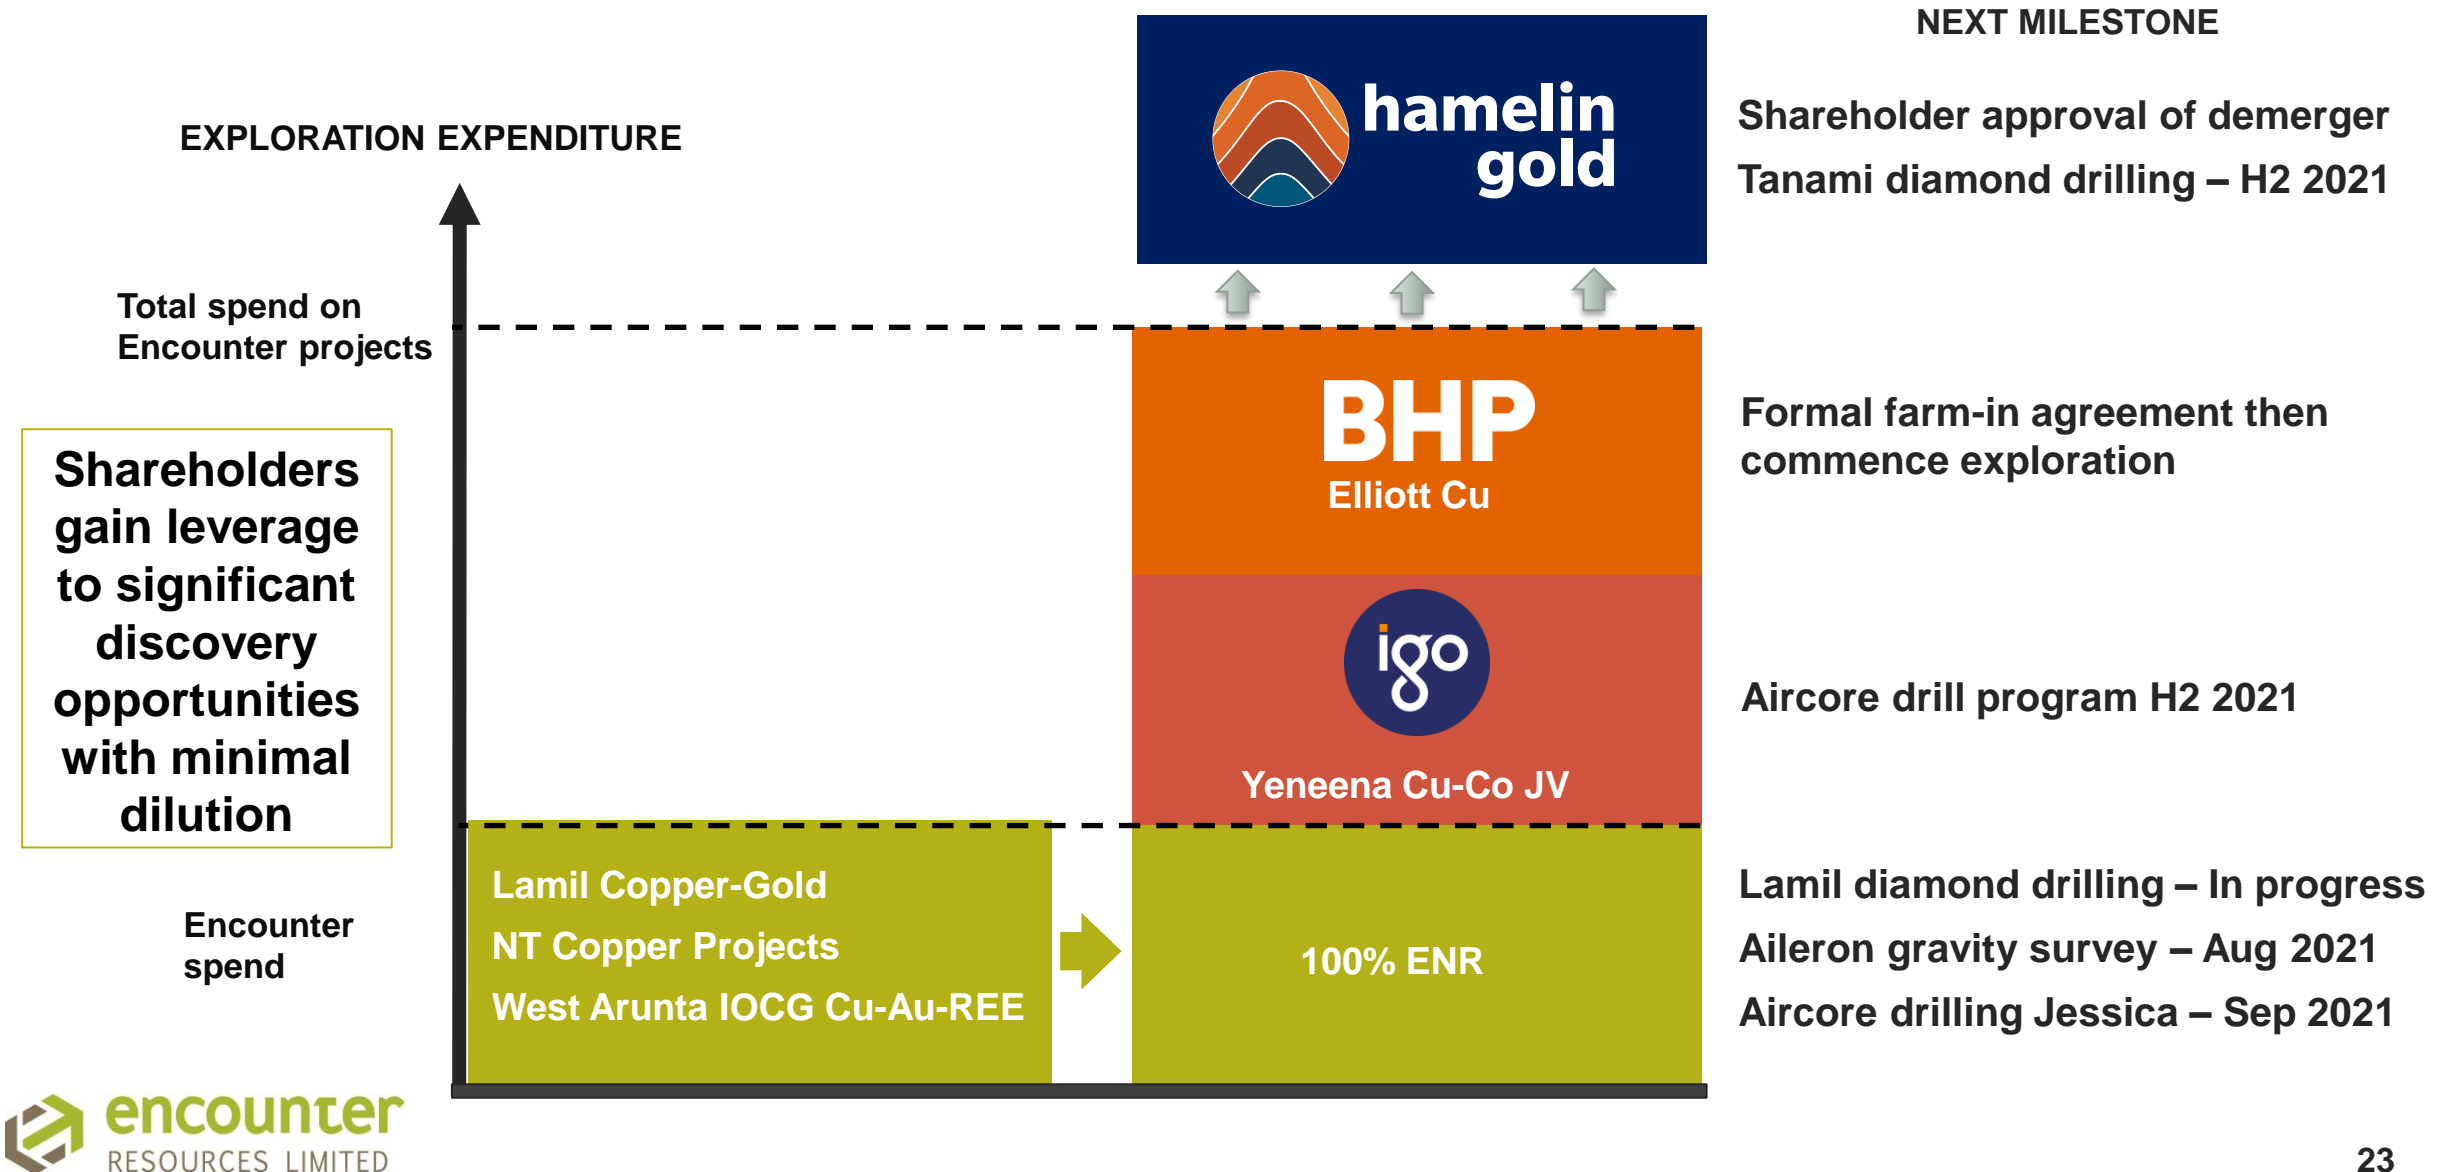 NEXT MILESTONE
hamelin
gold
Shareholder approval of demerger
Tanami diamond drilling – H2 2021
EXPLORATION EXPENDITURE
Total spend on
Encounter projects
BHP
Elliott Cu
Formal farm-in agreement then
commence exploration
Shareholders
gain leverage
to significant
discovery
opportunities
with minimal
dilution
igo
Yeneena Cu-Co JV
Aircore drill program H2 2021
Encounter
spend
Lamil Copper-Gold
NT Copper Projects
West Arunta IOCG Cu-Au-REE
100% ENR
Lamil diamond drilling – In progress
Aileron gravity survey – Aug 2021
Aircore drilling Jessica – Sep 2021
encounter
RESOURCES LIMITED
23